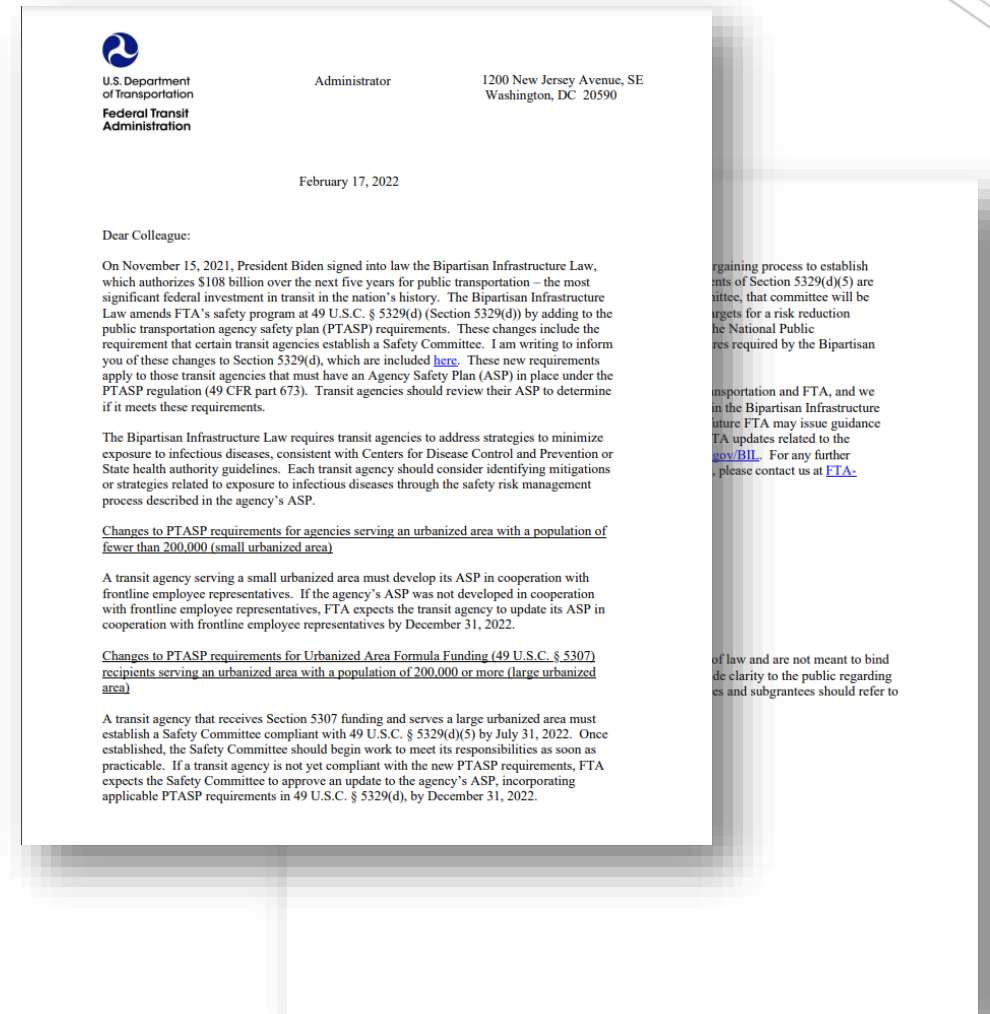 U.S. Department
of Transportation
Federal Transit
Administration
Administrator
1200 New Jersey Avenue, SE
Washington, DC 20590
February 17, 2022
Dear Colleague:
On November 15, 2021, President Biden signed into law the Bipartisan Infrastructure Law,
which authorizes $108 billion over the next five years for public transportation – the most
significant federal investment in transit in the nation's history. The Bipartisan Infrastructure
Law amends FTA's safety program at 49 U.S.C. § 5329(d) (Section 5329(d)) by adding to the
public transportation agency safety plan (PTASP) requirements. These changes include the
requirement that certain transit agencies establish a Safety Committee. I am writing to inform
you of these changes to Section 5329(d), which are included here. These new requirements
apply to those transit agencies that must have an Agency Safety Plan (ASP) in place under the
PTASP regulation (49 CFR part 673). Transit agencies should review their ASP to determine
if it meets these requirements.
The Bipartisan Infrastructure Law requires transit agencies to address strategies to minimize
exposure to infectious diseases, consistent with Centers for Disease Control and Prevention or
State health authority guidelines. Each transit agency should consider identifying mitigations
or strategies related to exposure to infectious diseases through the safety risk management
process described in the agency's ASP.
Changes to PTASP requirements for agencies serving an urbanized area with a population of
fewer than 200,000 (small urbanized area)
A transit agency serving a small urbanized area must develop its ASP in cooperation with
frontline employee representatives. If the agency's ASP was not developed in cooperation
with frontline employee representatives, FTA expects the transit agency to update its ASP in
cooperation with frontline employee representatives by December 31, 2022.
Changes to PTASP requirements for Urbanized Area Formula Funding (49 U.S.C. § 5307)
recipients serving an urbanized area with a population of 200,000 or more (large urbanized
area)
A transit agency that receives Section 5307 funding and serves a large urbanized area must
establish a Safety Committee compliant with 49 U.S.C. § 5329(d)(5) by July 31, 2022. Once
established, the Safety Committee should begin work to meet its responsibilities as soon as
practicable. If a transit agency is not yet compliant with the new PTASP requirements, FTA
expects the Safety Committee to approve an update to the agency's ASP, incorporating
applicable PTASP requirements in 49 U.S.C. § 5329(d), by December 31, 2022.
process to establish
of Section 5329(d)(5) are
that committee will be
for a risk reduction
National Public
required by the Bipartisan
and FTA, and we
in the Bipartisan Infrastructure
FTA may issue guidance
updates related to the
gov/BIL. For any further
, please contact us at FTA-
of law and are not meant to bind
clarity to the public regarding
and subgrantees should refer to